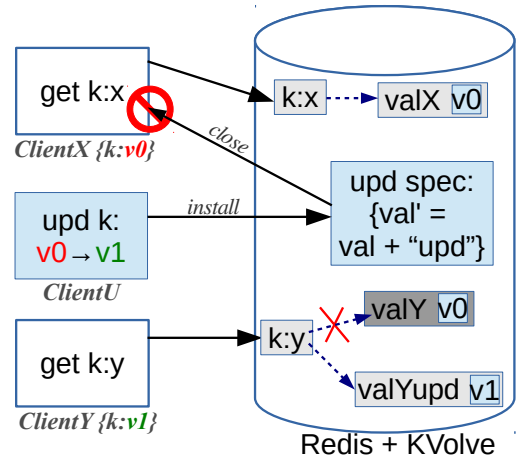 get k:x
ClientX {k:v0}
k:x
valX v0
close
upd k:
v0→v1
ClientU
install
upd spec:
{val' =
val + “upd”}
get k:y
ClientY {k:v1}
k:y
valY v0
valYupd v1
Redis + KVolve